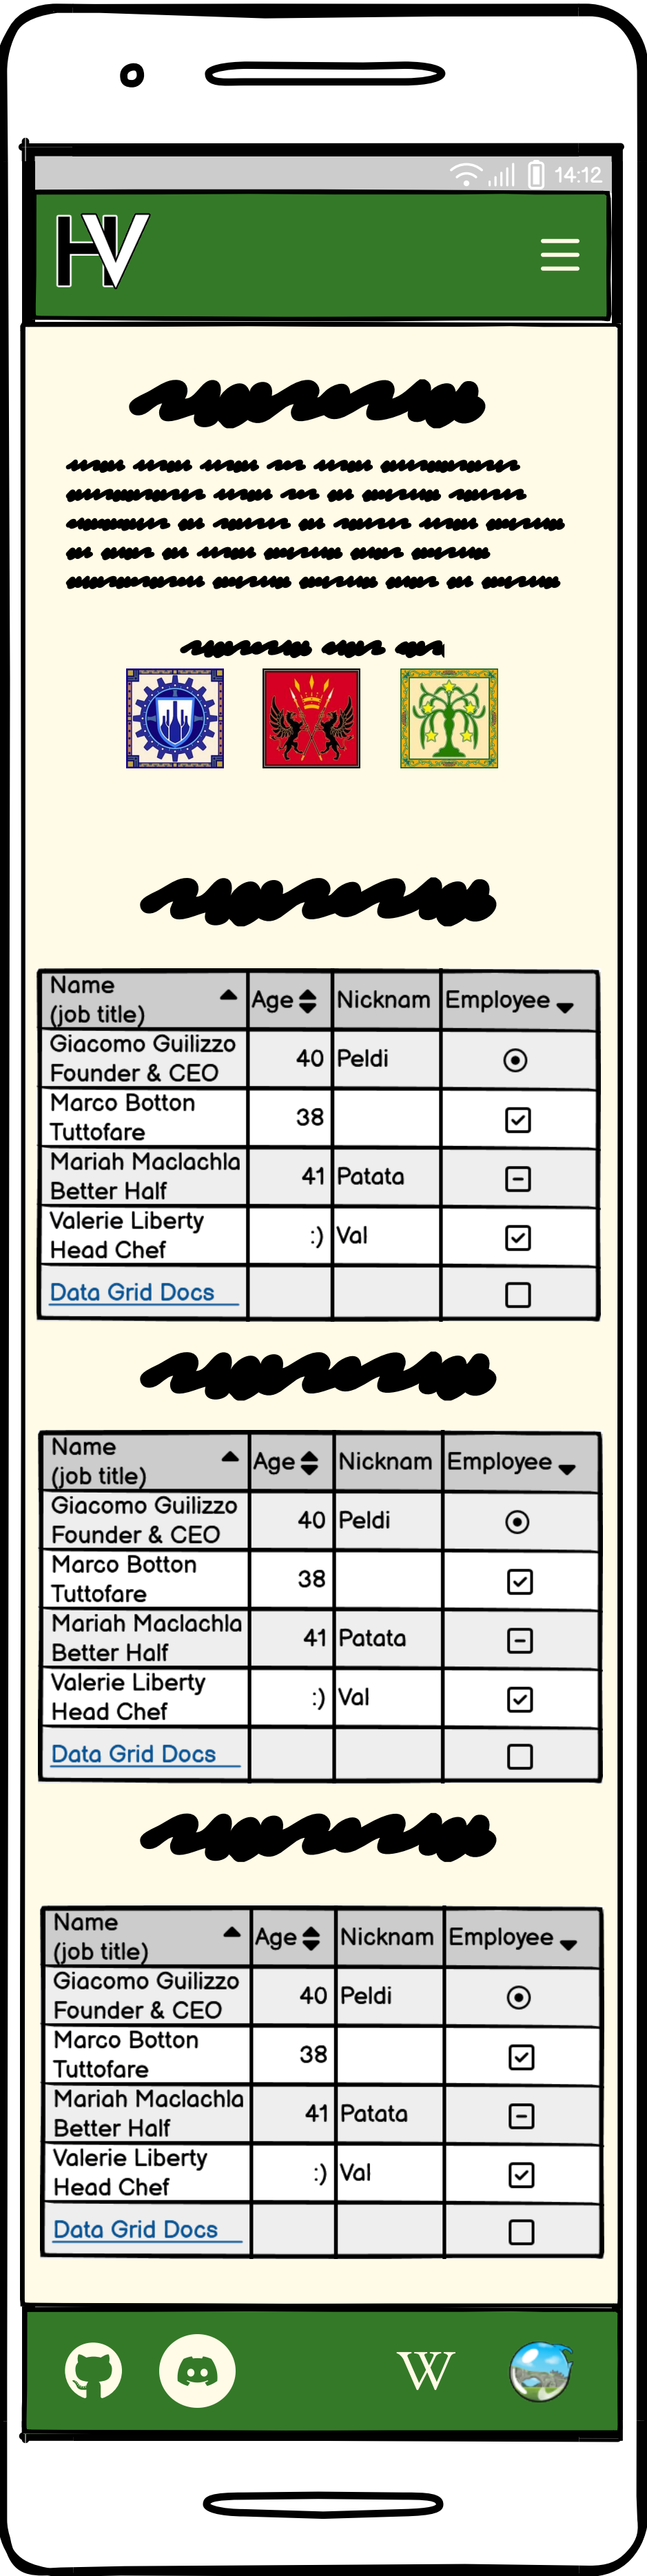 14:12
HV
Name
(job title)
Age
Nicknam
Employee
Giacomo Guilizzo
Founder & CEO
40
Peldi
Marco Botton
Tuttofare
38
Mariah Maclachla
Better Half
41
Patata
Valerie Liberty
Head Chef
:)
Val
Data Grid Docs
Name
(job title)
Age
Nicknam
Employee
Giacomo Guilizzo
Founder & CEO
40
Peldi
Marco Botton
Tuttofare
38
Mariah Maclachla
Better Half
41
Patata
Valerie Liberty
Head Chef
:)
Val
Data Grid Docs
Name
(job title)
Age
Nicknam
Employee
Giacomo Guilizzo
Founder & CEO
40
Peldi
Marco Botton
Tuttofare
38
Mariah Maclachla
Better Half
41
Patata
Valerie Liberty
Head Chef
:)
Val
Data Grid Docs
W